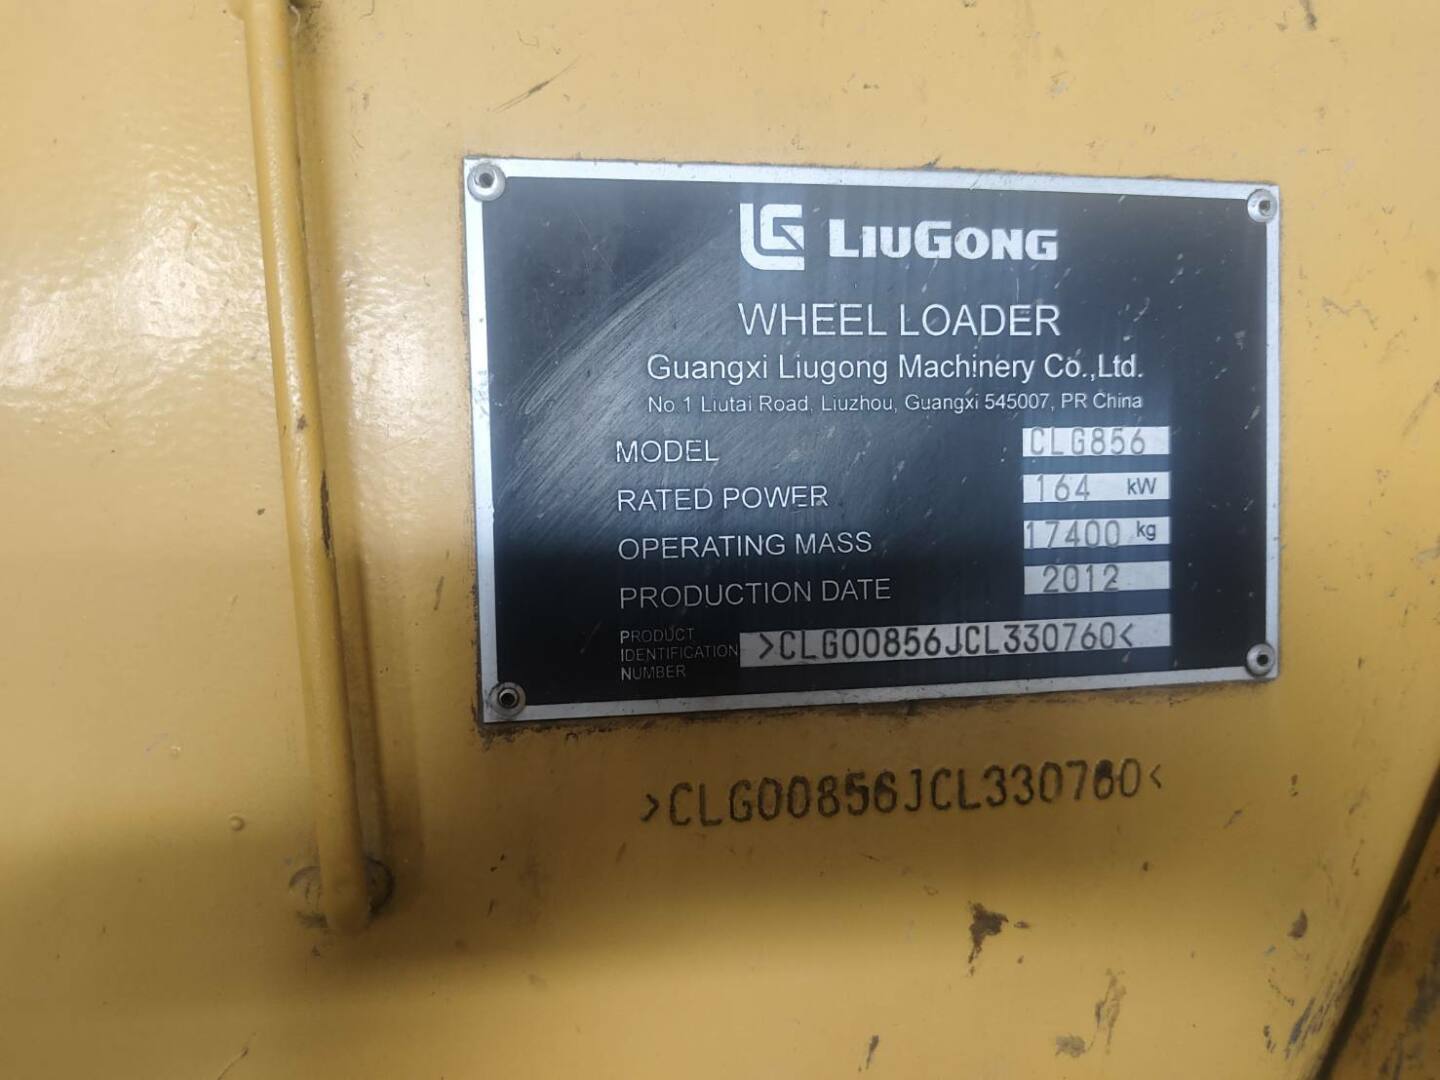 LG LIUGONG
WHEEL LOADER
Guangxi Liugong Machinery Co.,Ltd.
No 1 Liutai Road, Liuzhou, Guangxi 545007, PR China
MODEL CLG856
RATED POWER 164 kW
OPERATING MASS 17400 kg
PRODUCTION DATE 2012
PRODUCT
IDENTIFICATION >CLG00856JCL330760<
NUMBER
>CLG00856JCL330760<